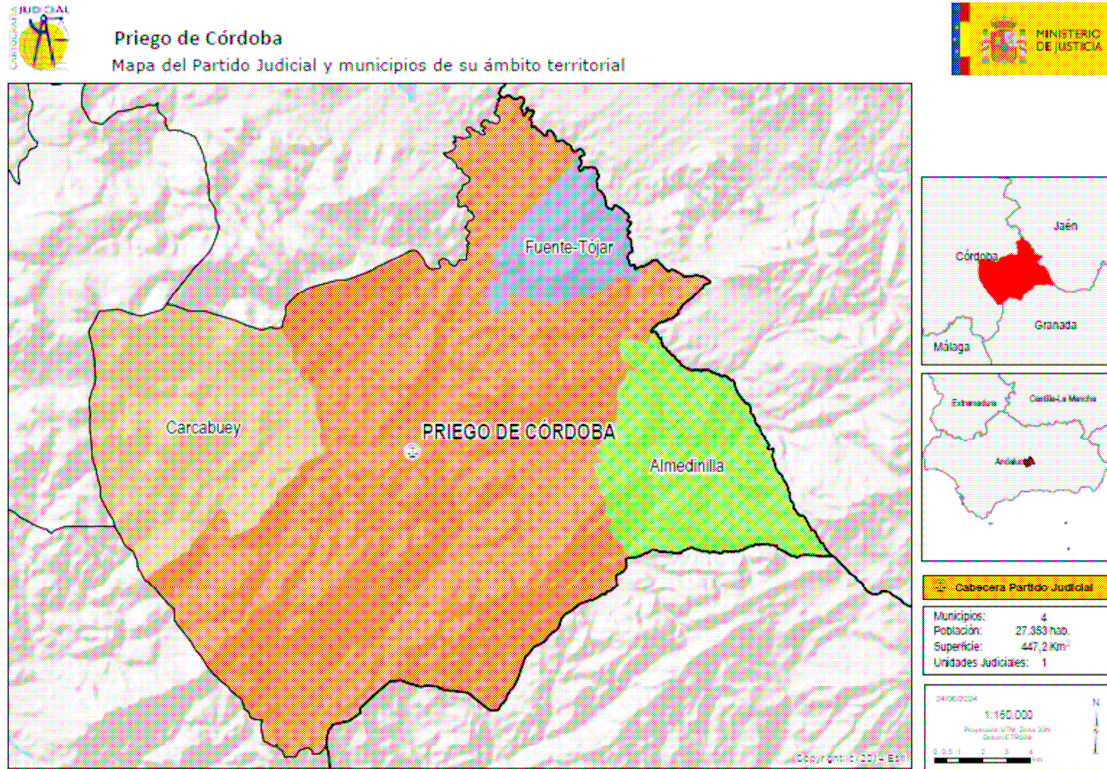 JUDICIAL
Priego de Córdoba
Mapa del Partido Judicial y municipios de su ámbito territorial
MINISTERIO
DE JUSTICIA
Fuente-Tójar
Carcabuey
PRIEGO DE CÓRDOBA
Almedinilla
Jaén
Córdoba
Granada
Málaga
Extremadura
Castilla-La Mancha
Cabecera Partido Judicial
Municipios: 4
Población: 27.353 hab.
Superficie: 447,2 Km²
Unidades Judiciales: 1
1:160.000
N